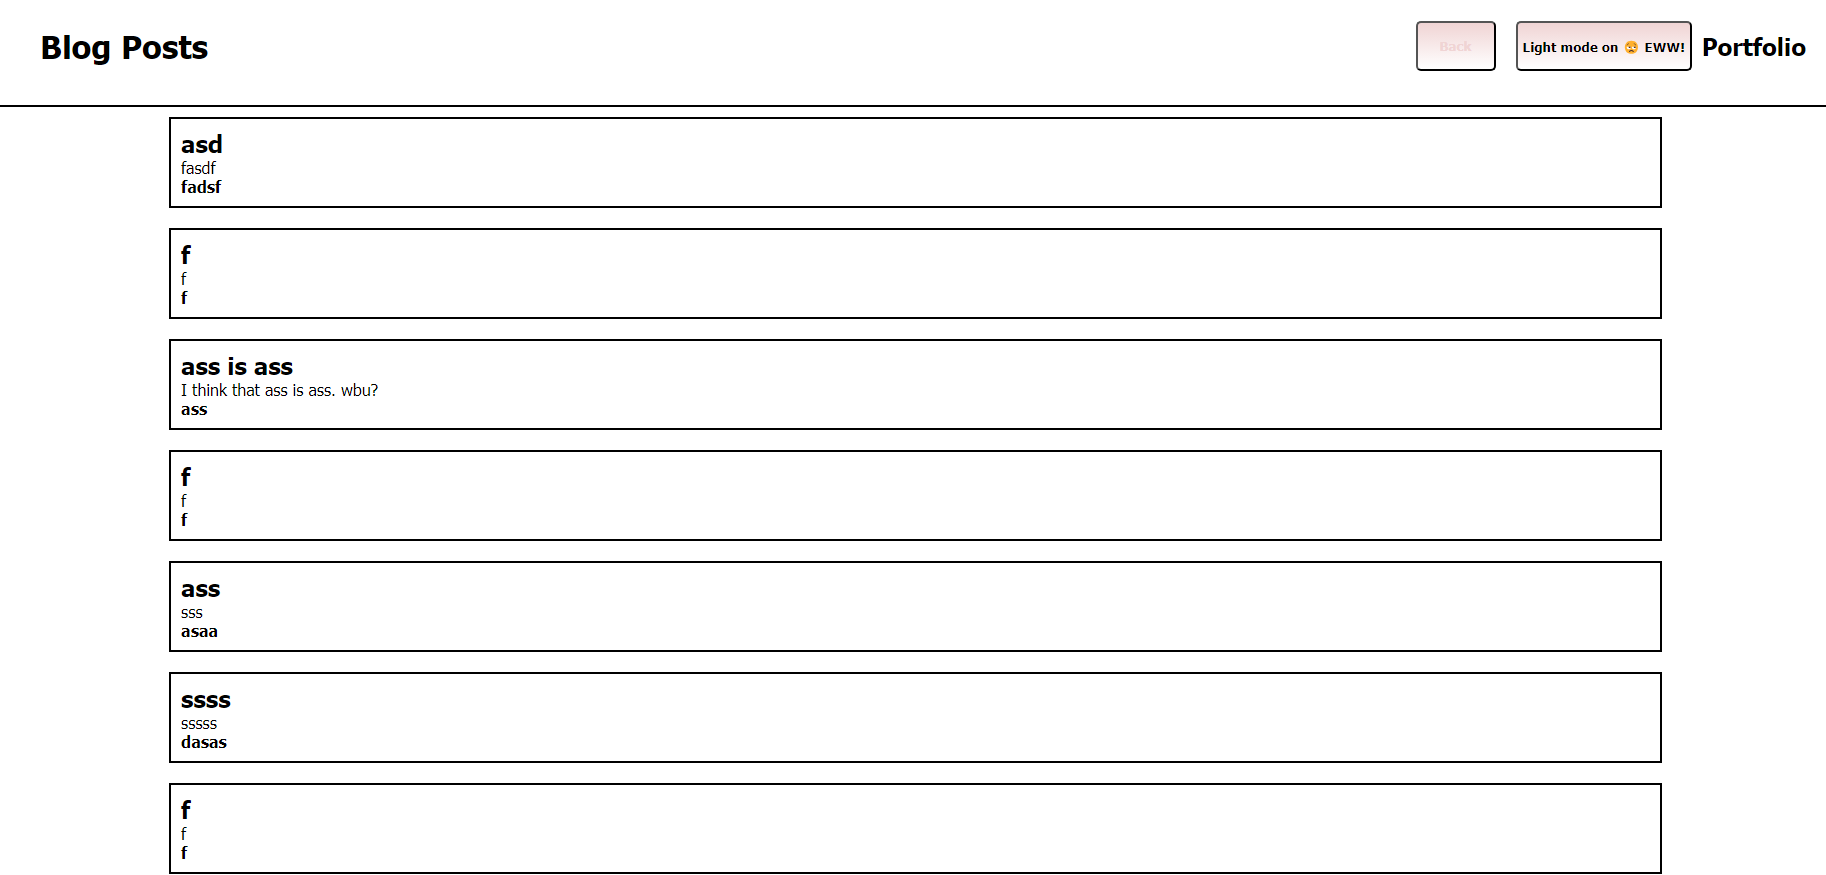 Blog Posts
Back
Light mode on 😡 EWW!
Portfolio
asd
fasdf
fadsf
f
f
f
ass is ass
I think that ass is ass. wbu?
ass
f
f
f
ass
sss
asaa
ssss
sssss
dasas
f
f
f